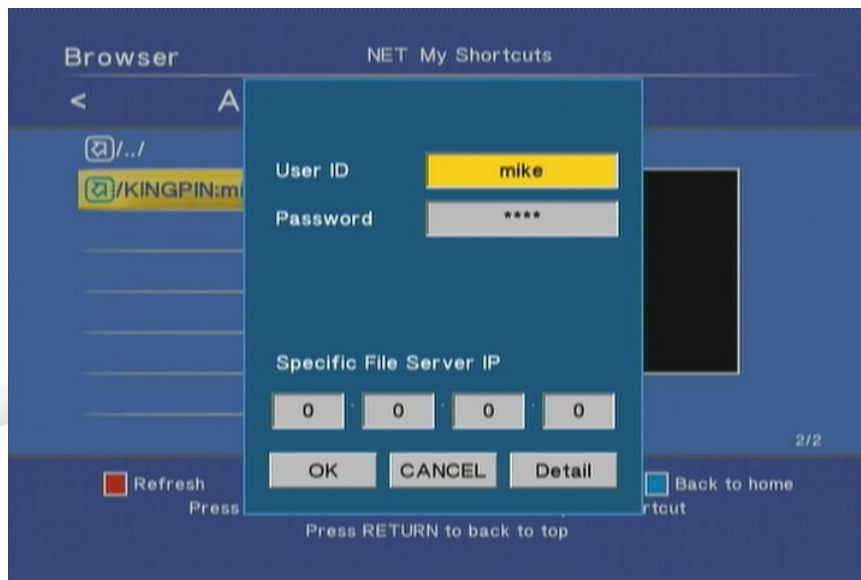 Browser
NET My Shortcuts
< A
/../
/KINGPIN:mi
User ID mike
Password ****
Specific File Server IP
0 . 0 . 0 . 0
OK CANCEL Detail
2/2
Refresh Back to home
Press rtcut
Press RETURN to back to top